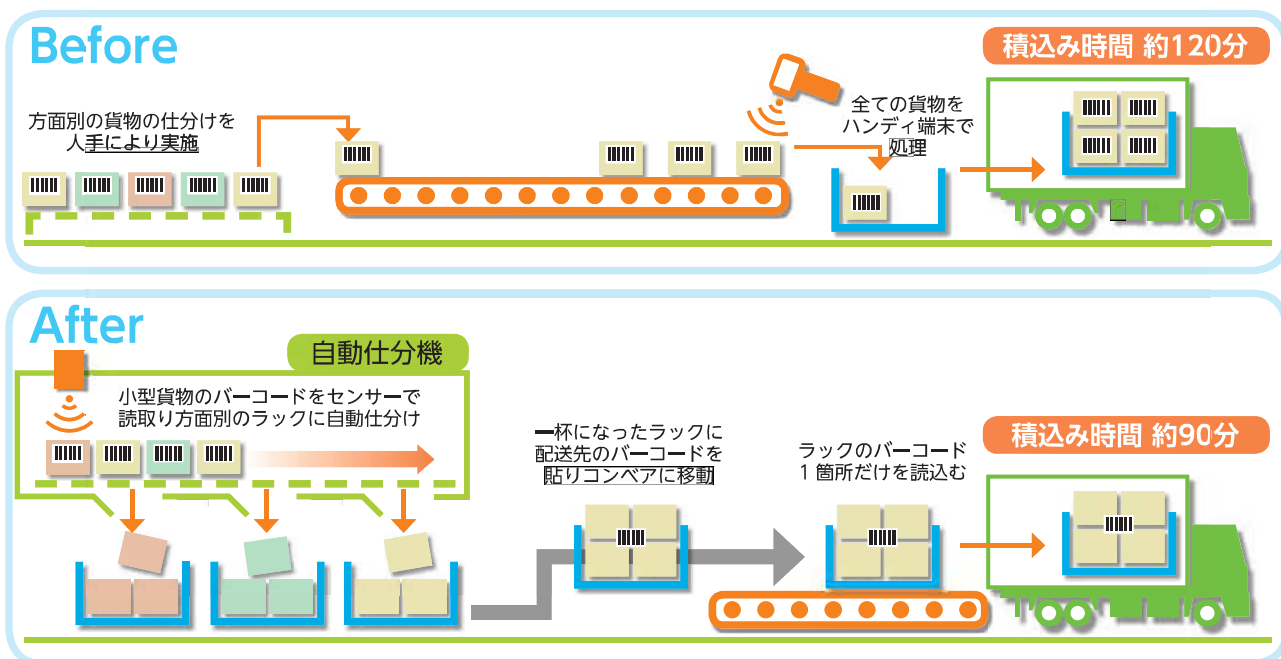 Before
積込み時間 約120分
方面別の貨物の仕分けを
人手により実施
全ての貨物を
ハンディ端末で
処理
After
自動仕分機
小型貨物のバーコードをセンサーで
読取り方面別のラックに自動仕分け
一杯になったラックに
配送先のバーコードを
貼りコンベアに移動
ラックのバーコード
1箇所だけを読込む
積込み時間 約90分